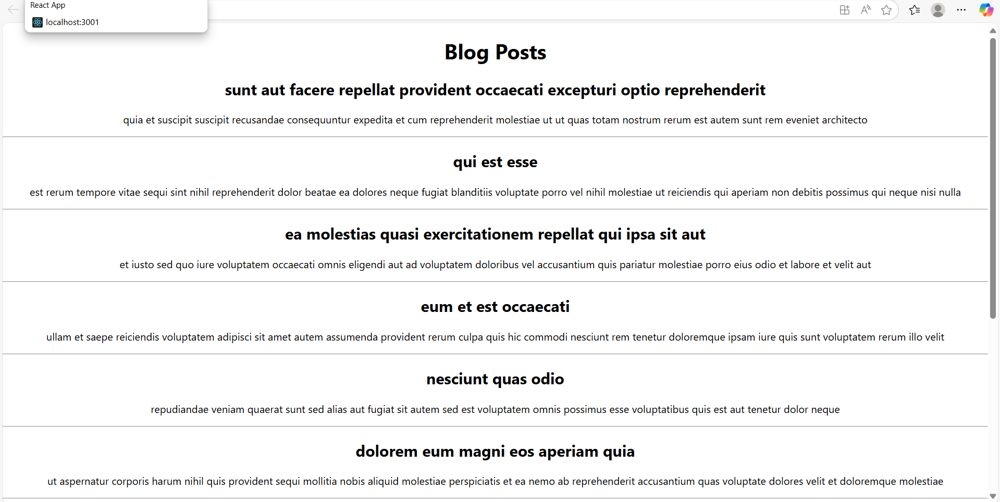 React App
localhost:3001
Blog Posts
sunt aut facere repellat provident occaecati excepturi optio reprehenderit
quia et suscipit suscipit recusandae consequuntur expedita et cum reprehenderit molestiae ut ut quas totam nostrum rerum est autem sunt rem eveniet architecto
qui est esse
est rerum tempore vitae sequi sint nihil reprehenderit dolor beatae ea dolores neque fugiat blanditiis voluptate porro vel nihil molestiae ut reiciendis qui aperiam non debitis possimus qui neque nisi nulla
ea molestias quasi exercitationem repellat qui ipsa sit aut
et iusto sed quo iure voluptatem occaecati omnis eligendi aut ad voluptatem doloribus vel accusantium quis pariatur molestiae porro eius odio et labore et velit aut
eum et est occaecati
ullam et saepe reiciendis voluptatem adipisci sit amet autem assumenda provident rerum culpa quis hic commodi nesciunt rem tenetur doloremque ipsam iure quis sunt voluptatem rerum illo velit
nesciunt quas odio
repudiandae veniam quaerat sunt sed alias aut fugiat sit autem sed est voluptatem omnis possimus esse voluptatibus quis est aut tenetur dolor neque
dolorem eum magni eos aperiam quia
ut aspernatur corporis harum nihil quis provident sequi mollitia nobis aliquid molestiae perspiciatis et ea nemo ab reprehenderit accusantium quas voluptate dolores velit et doloremque molestiae